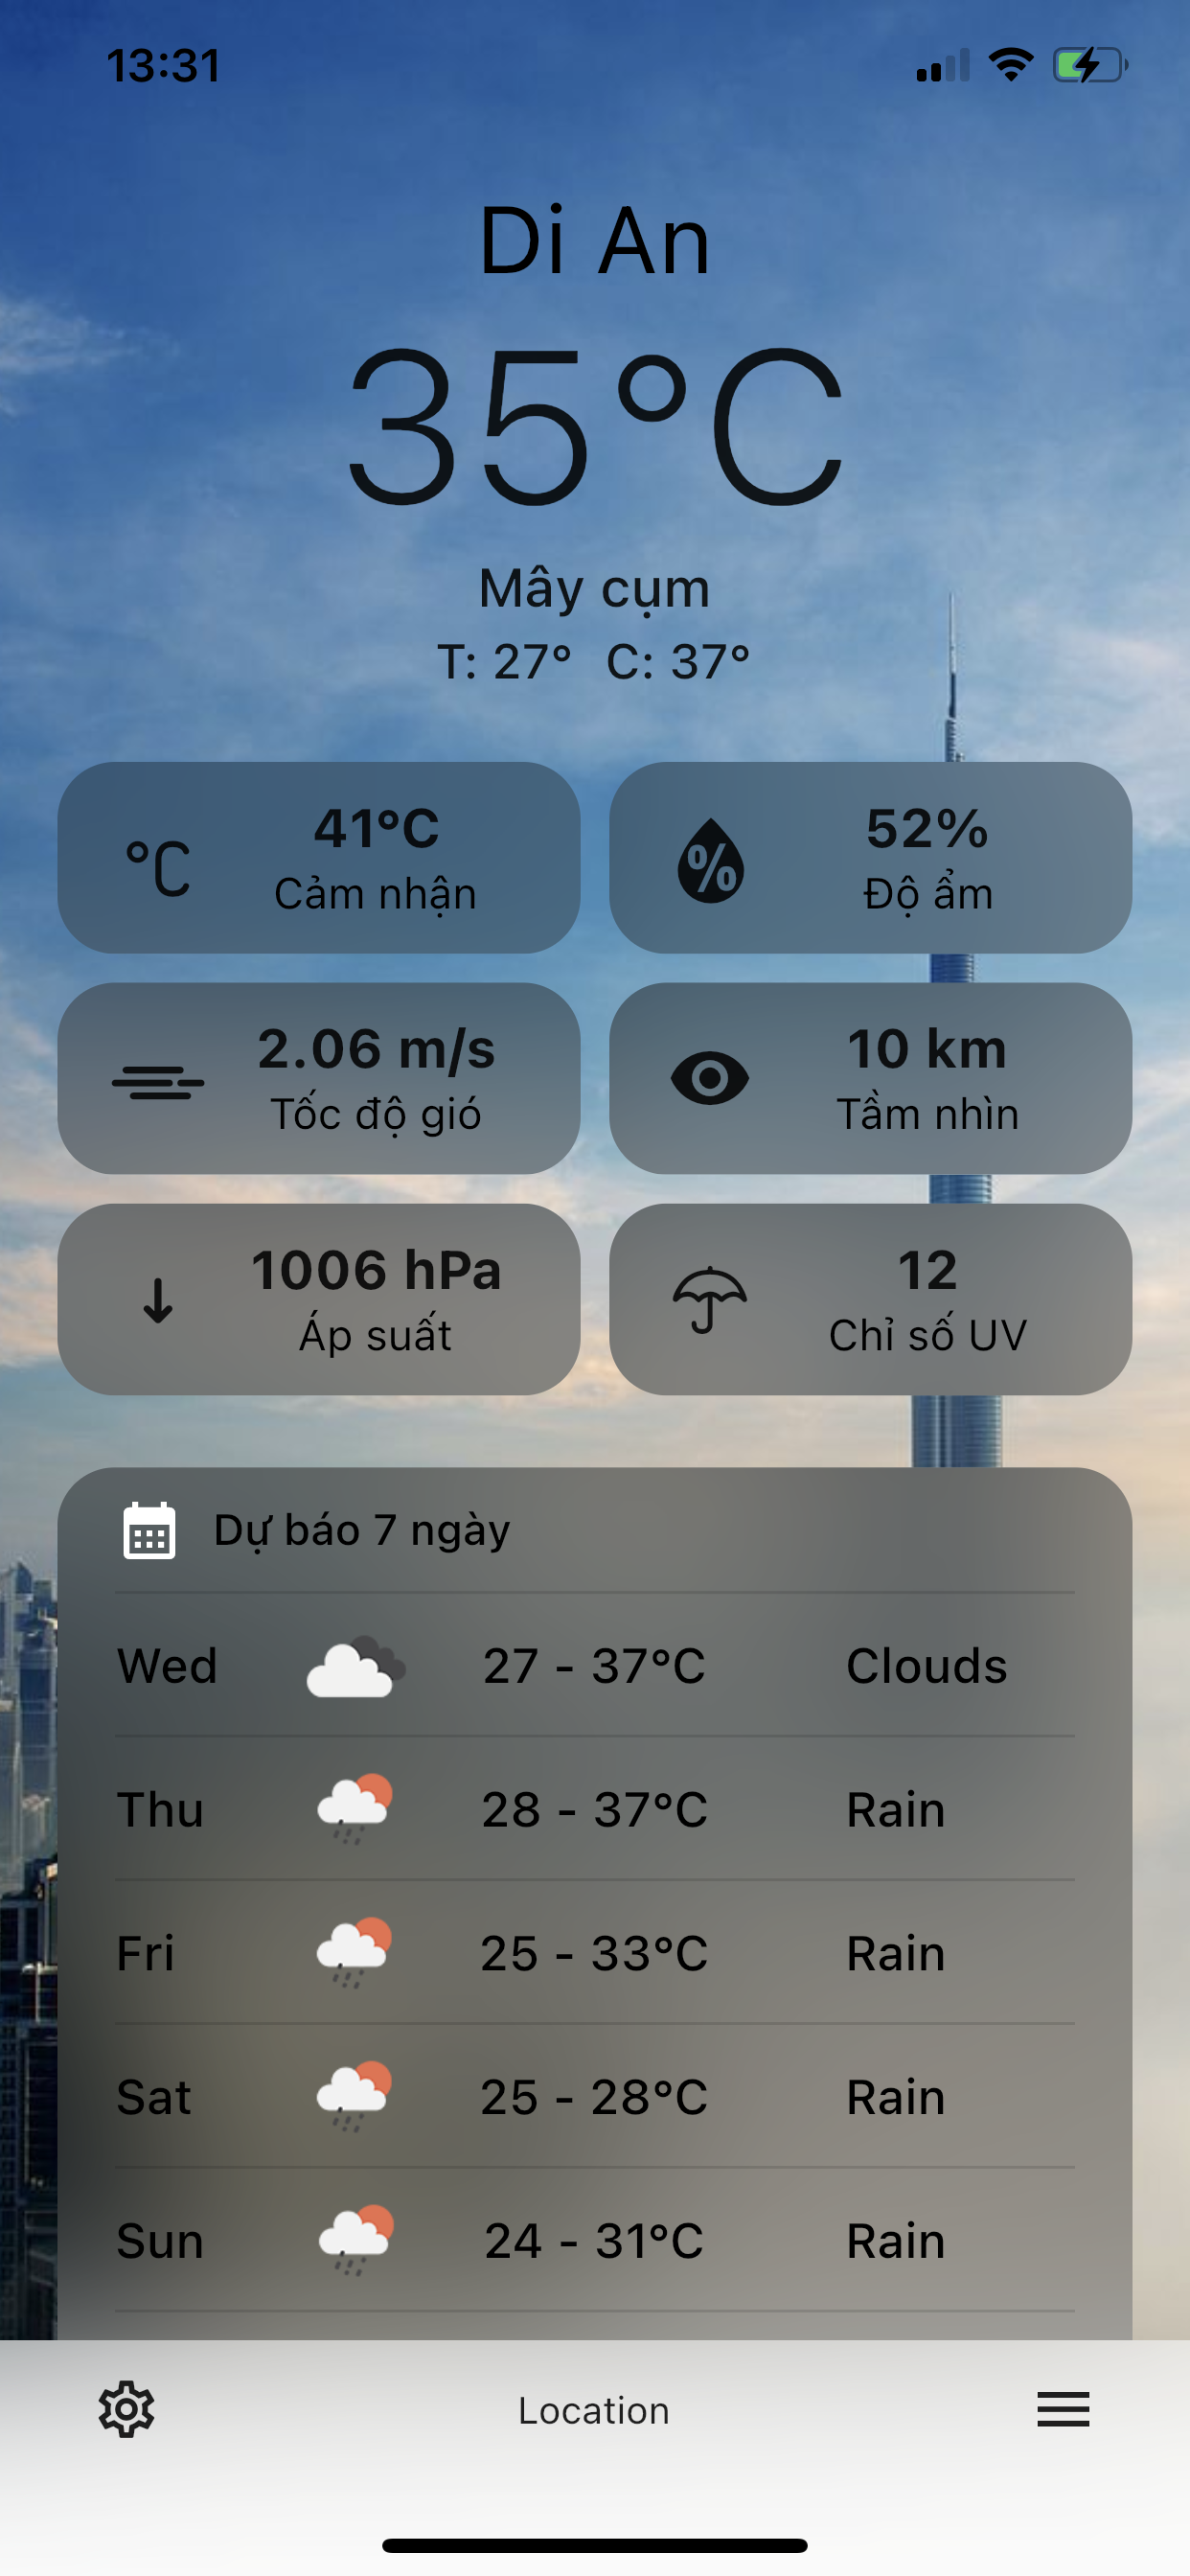 13:31
Di An
35°C
Mây cụm
T: 27° C: 37°
°C
41°C
Cảm nhận
%
52%
Độ ẩm
2.06 m/s
Tốc độ gió
10 km
Tầm nhìn
1006 hPa
Áp suất
12
Chỉ số UV
Dự báo 7 ngày
Wed 27 - 37°C Clouds
Thu 28 - 37°C Rain
Fri 25 - 33°C Rain
Sat 25 - 28°C Rain
Sun 24 - 31°C Rain
Location